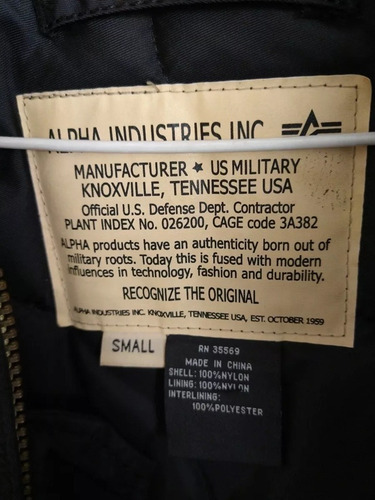 ALPHA INDUSTRIES INC.
MANUFACTURER ★ US MILITARY
KNOXVILLE, TENNESSEE USA
Official U.S. Defense Dept. Contractor
PLANT INDEX No. 026200, CAGE code 3A382
ALPHA products have an authenticity born out of
military roots. Today this is fused with modern
influences in technology, fashion and durability.
RECOGNIZE THE ORIGINAL
ALPHA INDUSTRIES INC. KNOXVILLE, TENNESSEE USA, EST. OCTOBER 1959
SMALL
RN 35569
MADE IN CHINA
SHELL: 100%NYLON
LINING: 100%NYLON
INTERLINING:
100%POLYESTER